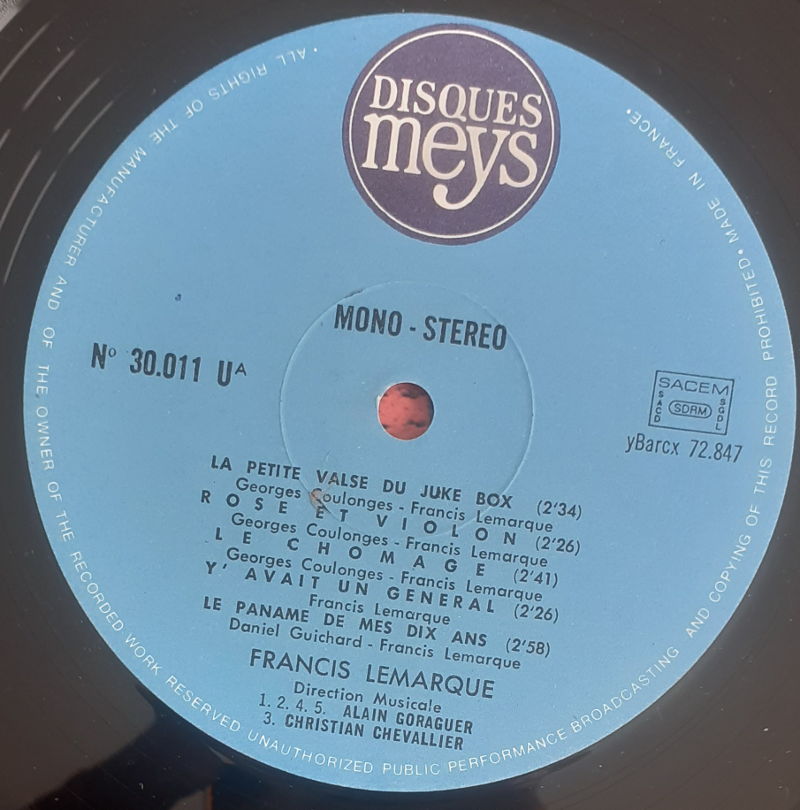 DISQUES
meys
MONO - STEREO
Nº 30.011 Uᴬ
SACEM
SACD
SDRM
SGDL
yBarcx 72.847
LA PETITE VALSE DU JUKE BOX (2'34)
Georges Coulonges - Francis Lemarque
ROSE ET VIOLON (2'26)
Georges Coulonges - Francis Lemarque
LE CHOMAGE (2'41)
Georges Coulonges - Francis Lemarque
Y' AVAIT UN GENERAL (2'26)
Francis Lemarque
LE PANAME DE MES DIX ANS (2'58)
Daniel Guichard - Francis Lemarque
FRANCIS LEMARQUE
Direction Musicale
1. 2. 4. 5. ALAIN GORAGUER
3. CHRISTIAN CHEVALLIER
•ALL RIGHTS OF THE MANUFACTURER AND OF THE OWNER OF THE RECORDED WORK RESERVED UNAUTHORIZED PUBLIC PERFORMANCE BROADCASTING AND COPYING OF THIS RECORD PROHIBITED• MADE IN FRANCE•